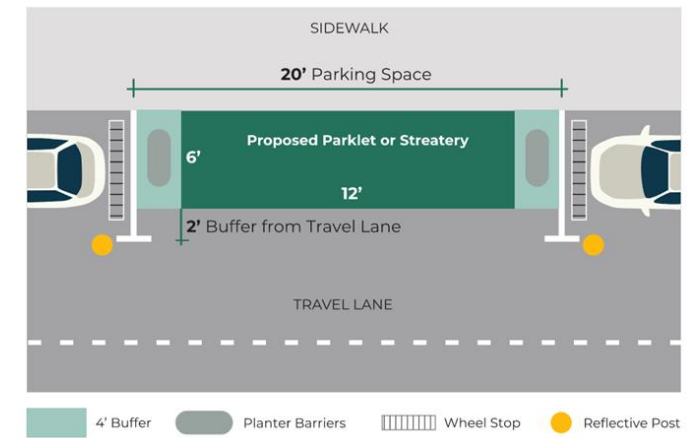 SIDEWALK
20’ Parking Space
Proposed Parklet or Streatery
6’
12’
2’ Buffer from Travel Lane
TRAVEL LANE
4’ Buffer
Planter Barriers
Wheel Stop
Reflective Post